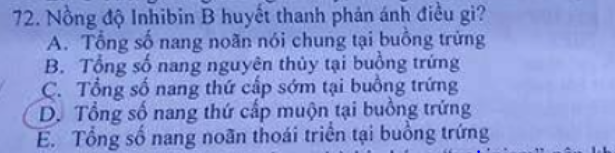 72. Nồng độ Inhibin B huyết thanh phản ánh điều gì?
A. Tổng số nang noãn nói chung tại buồng trứng
B. Tổng số nang nguyên thủy tại buồng trứng
C. Tổng số nang thứ cấp sớm tại buồng trứng
D. Tổng số nang thứ cấp muộn tại buồng trứng
E. Tổng số nang noãn thoái triển tại buồng trứng